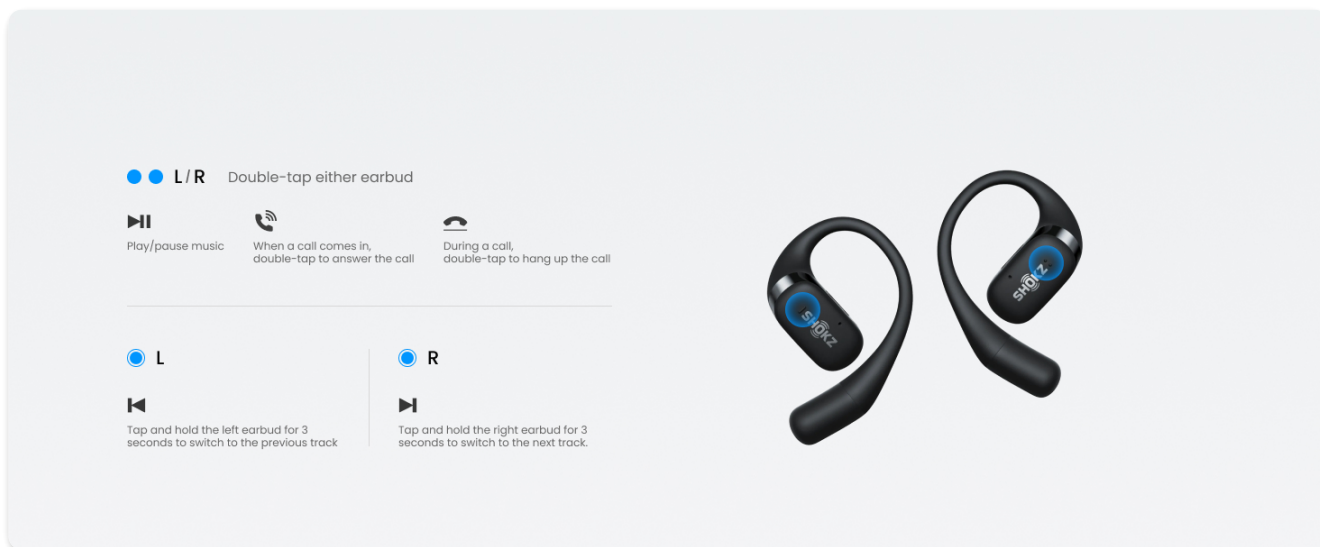 L/R Double-tap either earbud
Play/pause music
When a call comes in,
double-tap to answer the call
During a call,
double-tap to hang up the call
L
Tap and hold the left earbud for 3
seconds to switch to the previous track
R
Tap and hold the right earbud for 3
seconds to switch to the next track.
SHOKZ
SHOKZ